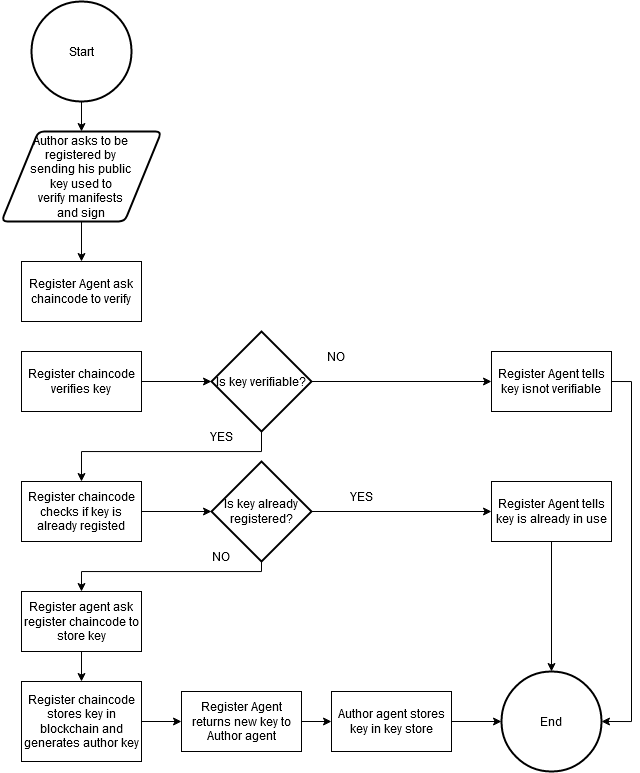 Start
Author asks to be
registered by
sending his public
key used to
verify manifests
and sign
Register Agent ask
chaincode to verify
Register chaincode
verifies key
Is key verifiable?
NO
Register Agent tells
key isnot verifiable
YES
Register chaincode
checks if key is
already registed
Is key already
registered?
YES
Register Agent tells
key is already in use
NO
Register agent ask
register chaincode to
store key
Register chaincode
stores key in
blockchain and
generates author key
Register Agent
returns new key to
Author agent
Author agent stores
key in key store
End